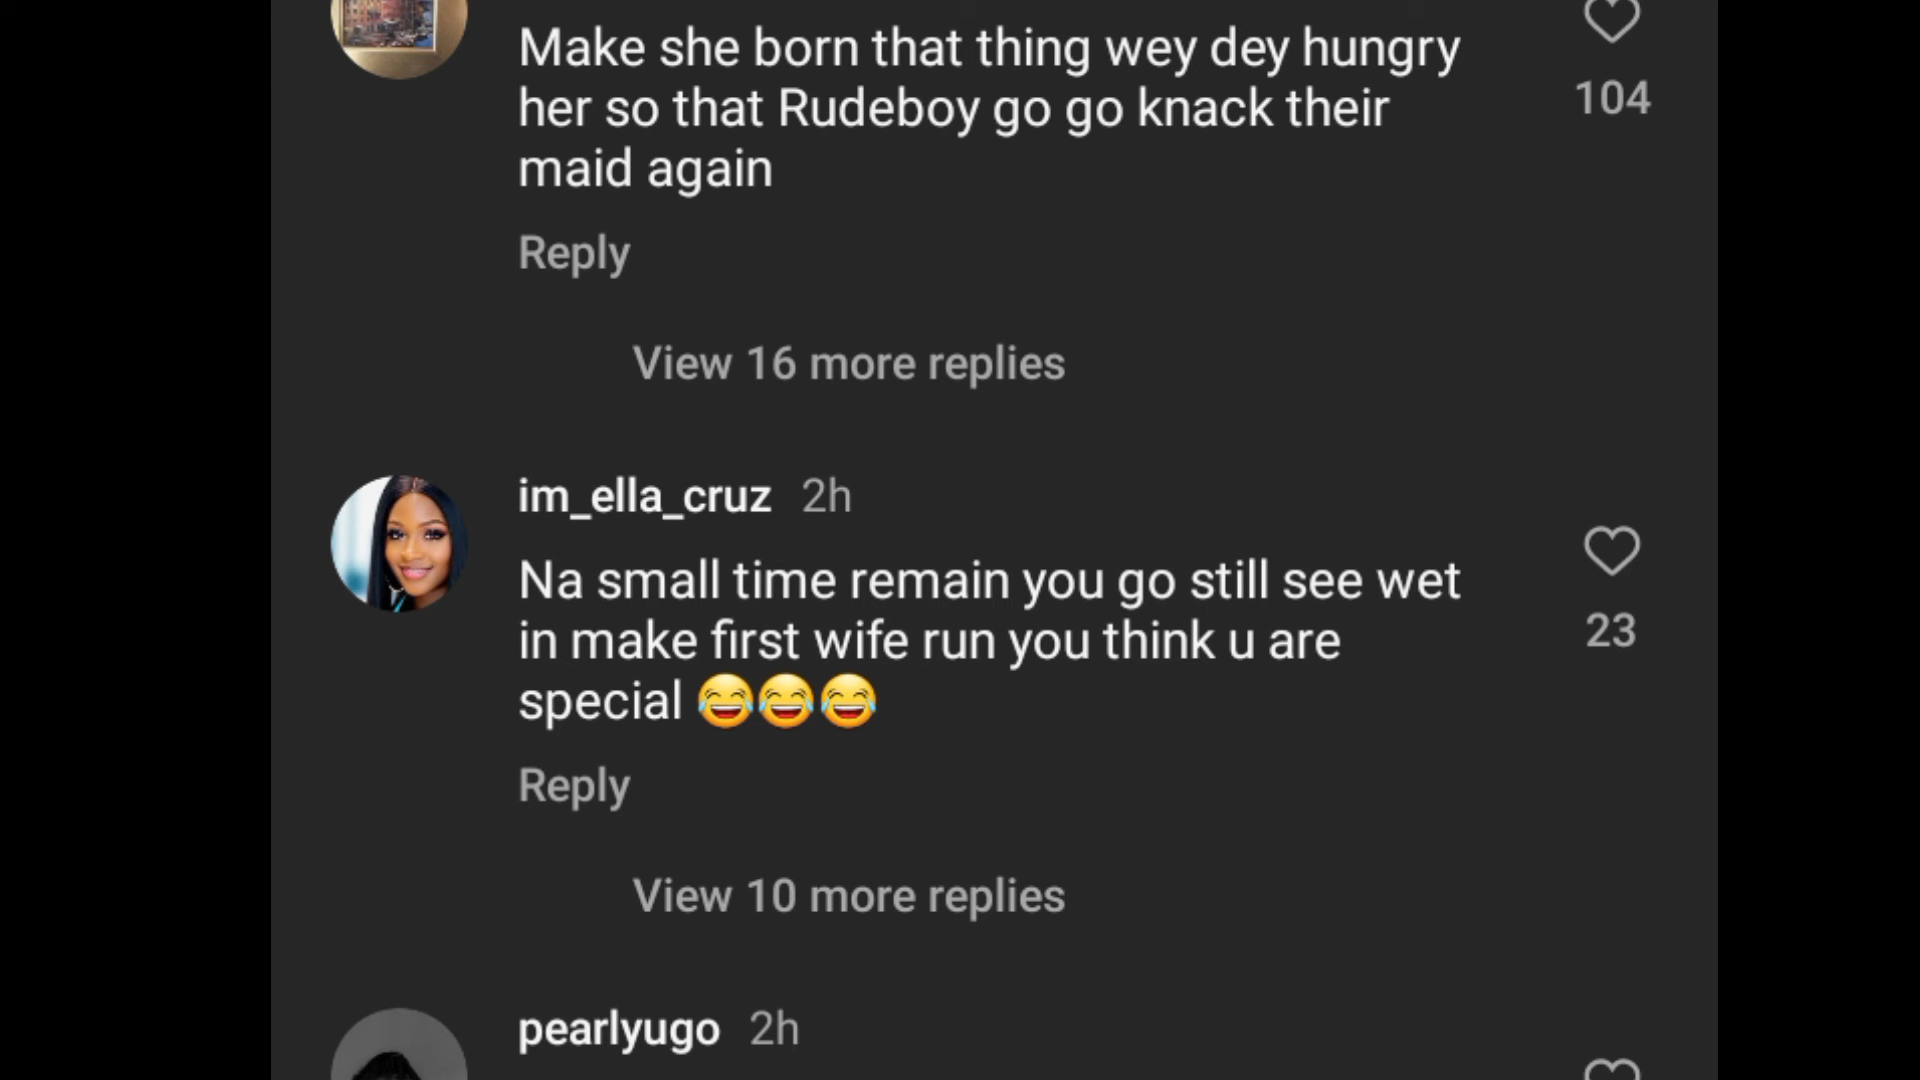 Make she born that thing wey dey hungry
her so that Rudeboy go go knack their
maid again
104
Reply
View 16 more replies
im_ella_cruz 2h
Na small time remain you go still see wet
in make first wife run you think u are
special 😂😂😂
23
Reply
View 10 more replies
pearlyugo 2h